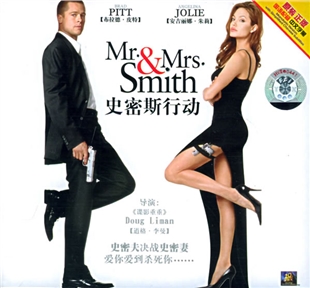 BRAD
PITT
【布拉德·皮特】
ANGELINA
JOLIE
【安吉丽娜·朱莉】
Mr. & Mrs.
Smith
史密斯行动
导演:
《谍影重重》
Doug Liman
【道格·李曼】
史密夫决战史密妻
爱你爱到杀死你……